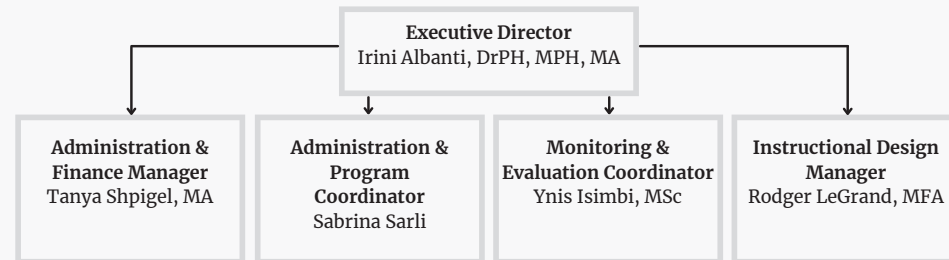 Executive Director
Irini Albanti, DrPH, MPH, MA
Administration &
Finance Manager
Tanya Shpigel, MA
Administration &
Program
Coordinator
Sabrina Sarli
Monitoring &
Evaluation Coordinator
Ynis Isimbi, MSc
Instructional Design
Manager
Rodger LeGrand, MFA